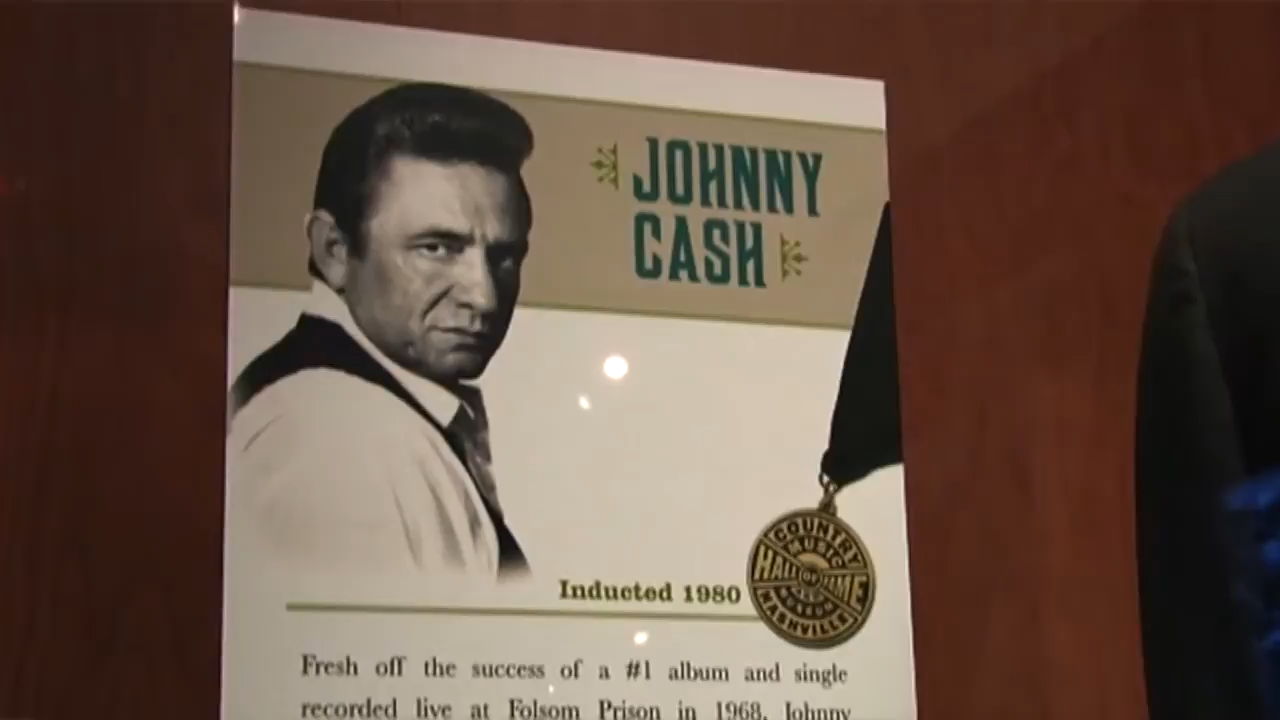 JOHNNY
CASH
Inducted 1980
COUNTRY
MUSIC
HALL OF FAME
MUSEUM
NASHVILLE
Fresh off the success of a #1 album and single
recorded live at Folsom Prison in 1968, Johnny